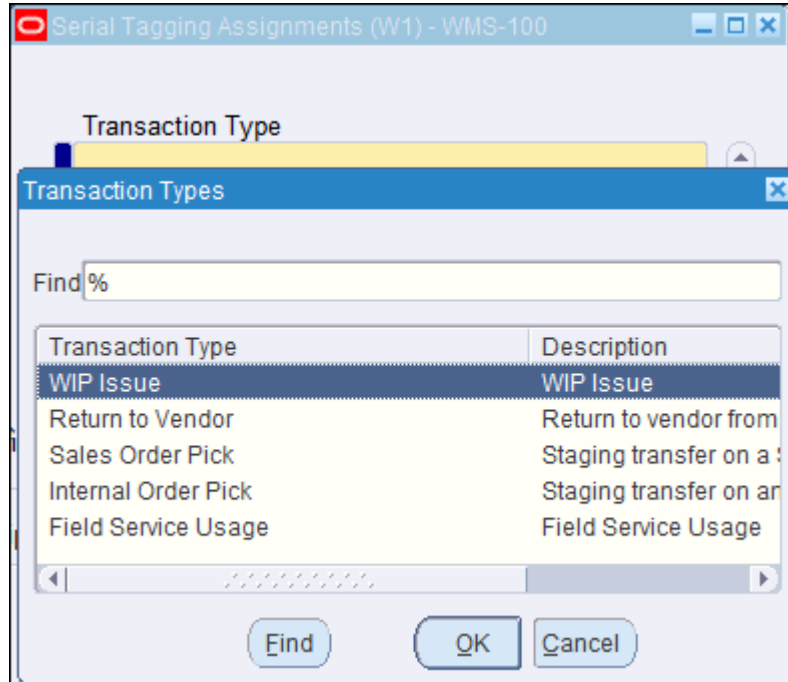 Serial Tagging Assignments (W1) - WMS-100
Transaction Type
Transaction Types
Find %
Transaction Type Description
WIP Issue WIP Issue
Return to Vendor Return to vendor from
Sales Order Pick Staging transfer on a
Internal Order Pick Staging transfer on an
Field Service Usage Field Service Usage
Find OK Cancel